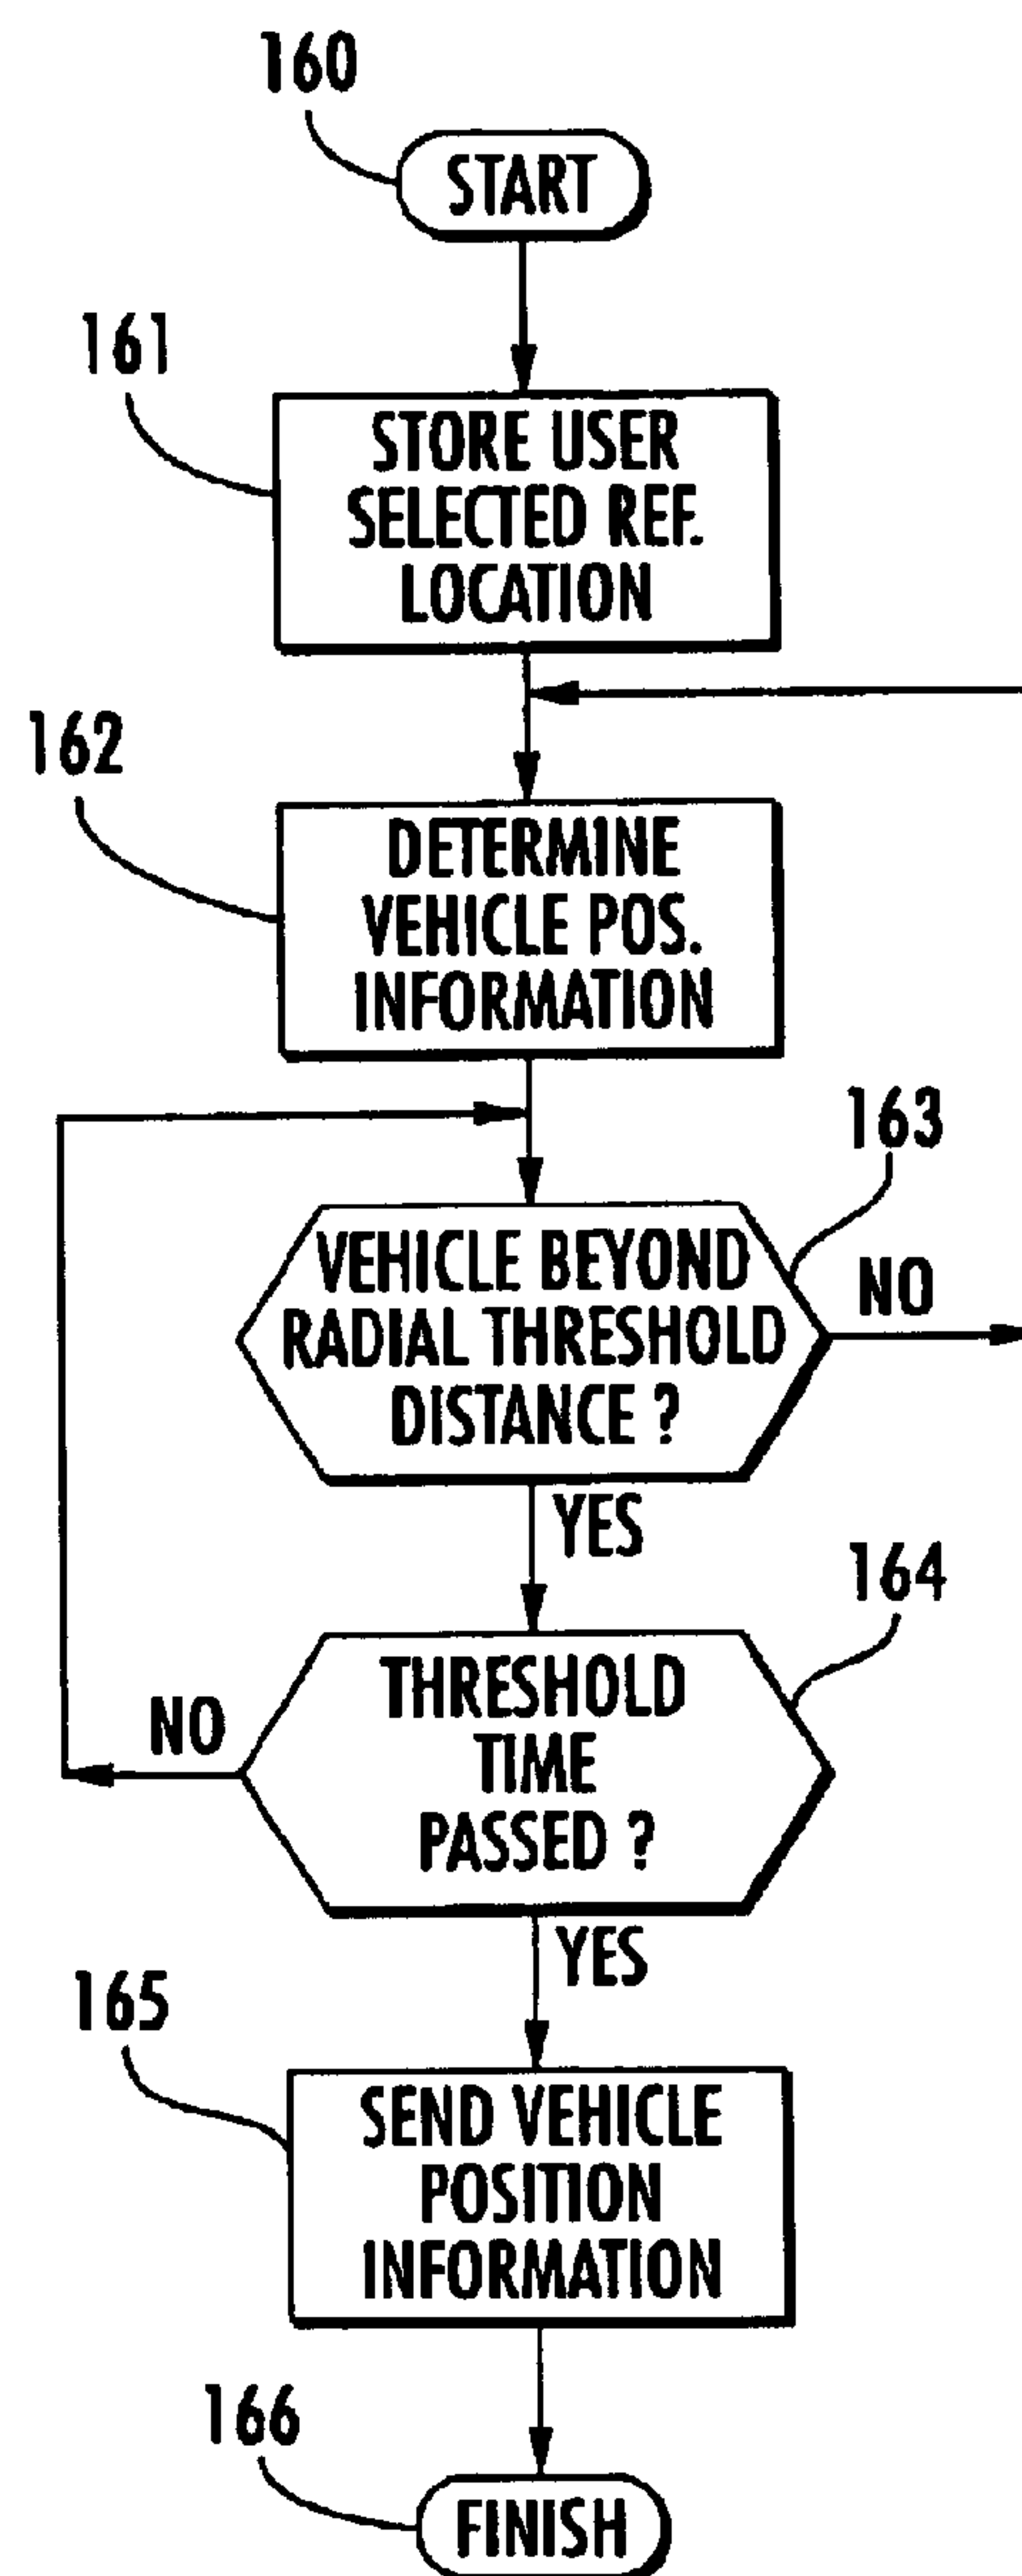 160
START
161
STORE USER
SELECTED REF.
LOCATION
162
DETERMINE
VEHICLE POS.
INFORMATION
163
VEHICLE BEYOND
RADIAL THRESHOLD
DISTANCE ?
NO
YES
164
THRESHOLD
TIME
PASSED ?
NO
YES
165
SEND VEHICLE
POSITION
INFORMATION
166
FINISH